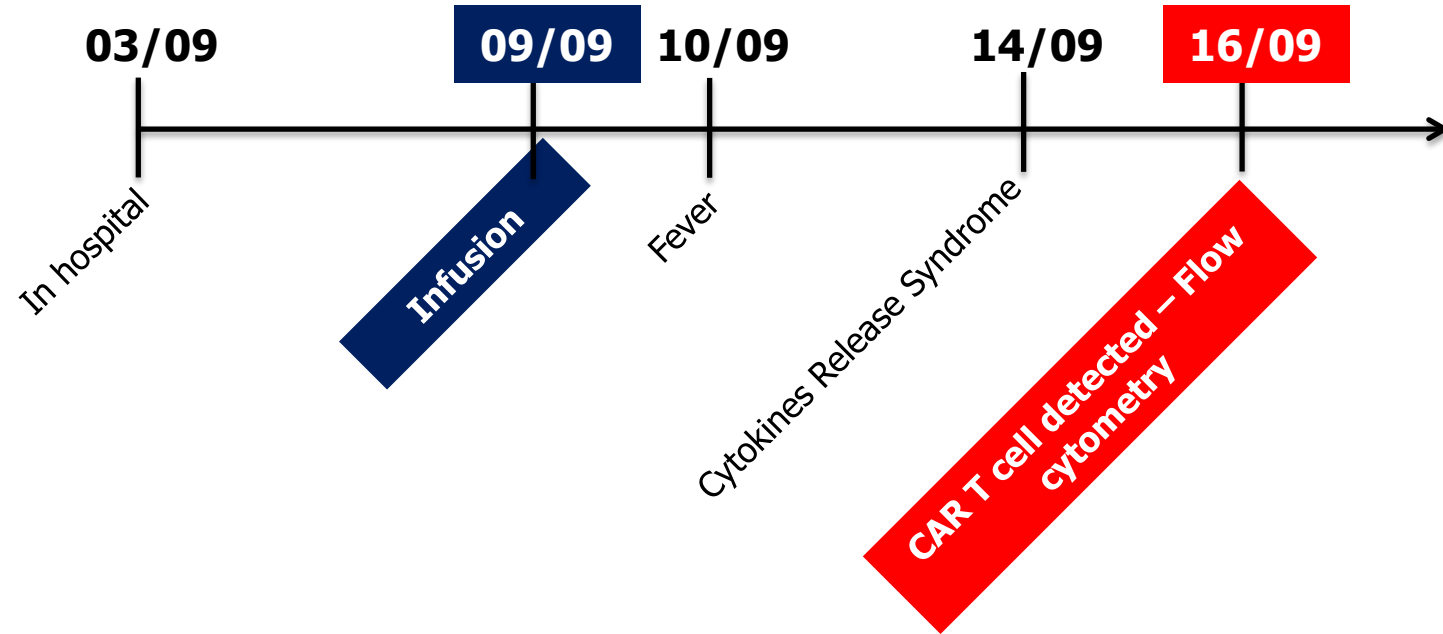 03/09
09/09
10/09
14/09
16/09
In hospital
Infusion
Fever
Cytokines Release Syndrome
CAR T cell detected – Flow
cytometry